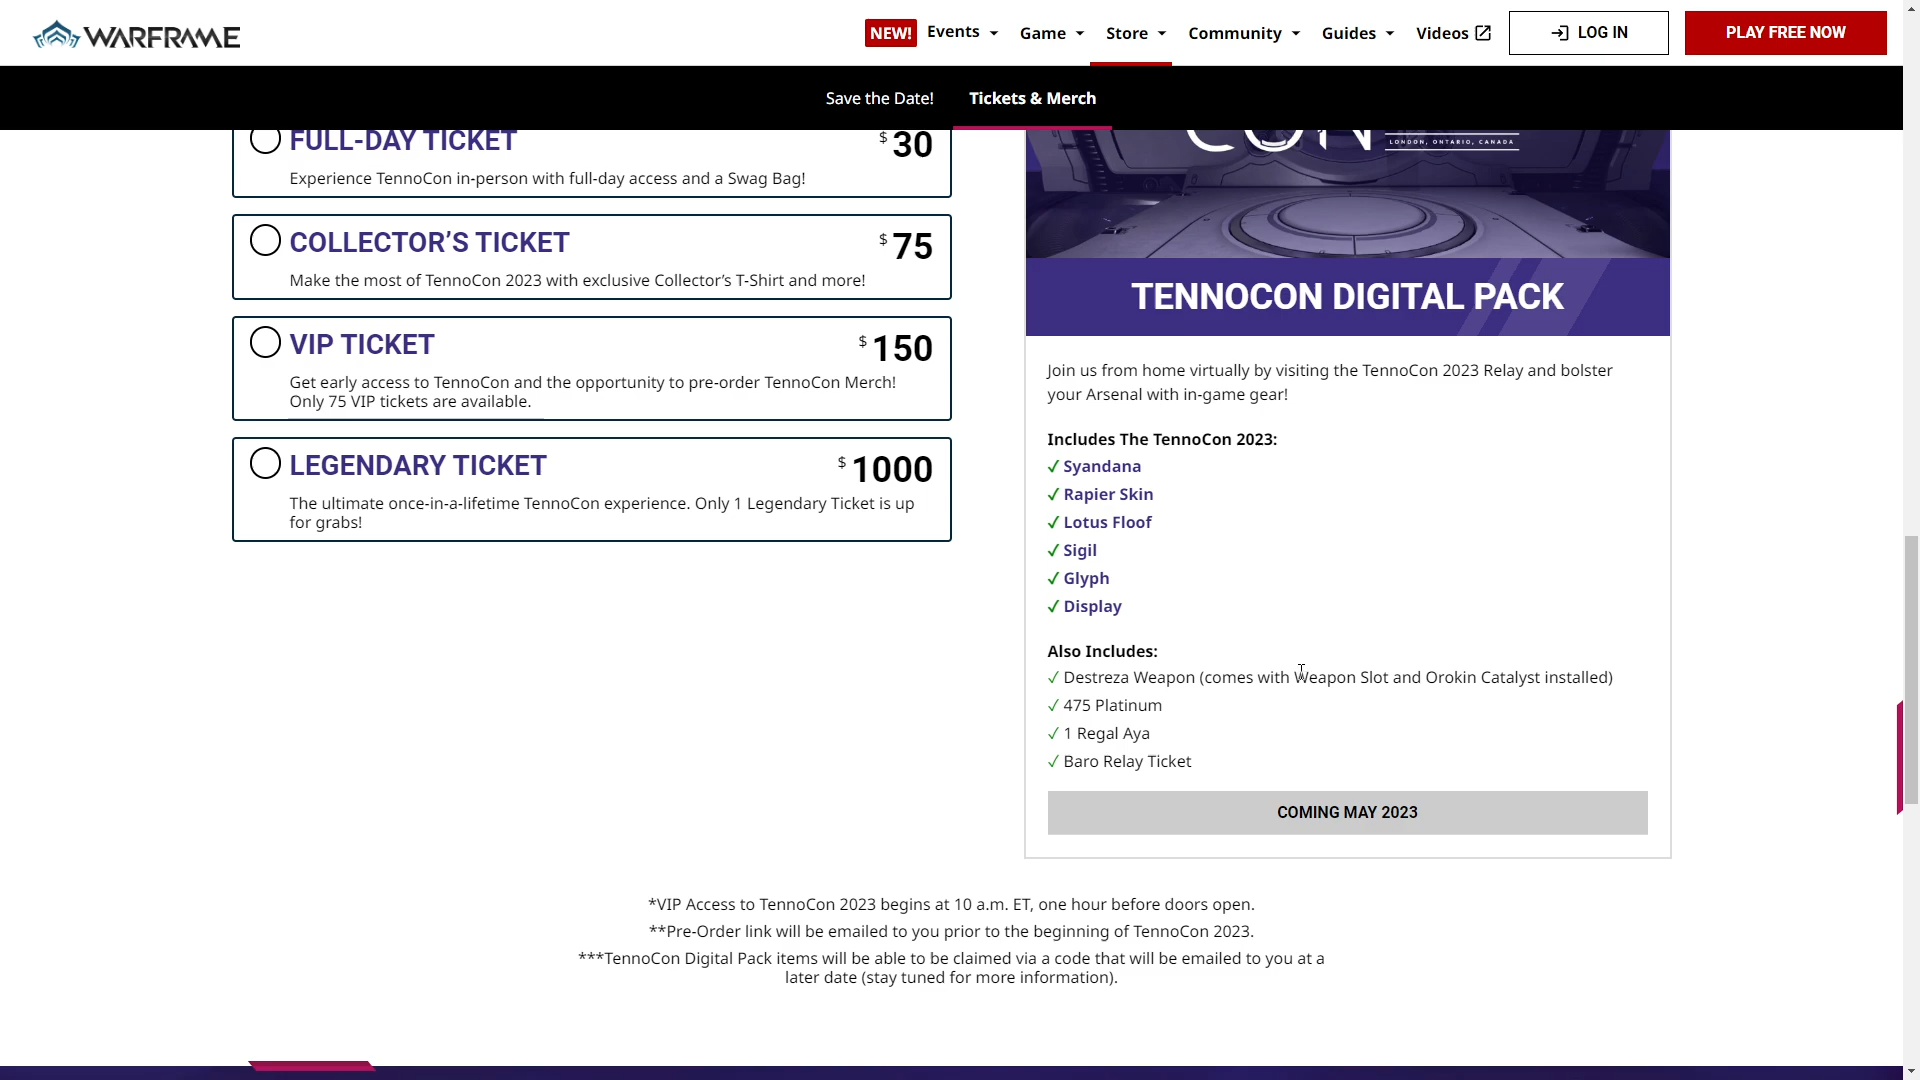 WARFRAME
NEW! Events Game Store Community Guides Videos LOG IN PLAY FREE NOW
Save the Date! Tickets & Merch
FULL-DAY TICKET $ 30
Experience TennoCon in-person with full-day access and a Swag Bag!
COLLECTOR’S TICKET $ 75
Make the most of TennoCon 2023 with exclusive Collector’s T-Shirt and more!
VIP TICKET $ 150
Get early access to TennoCon and the opportunity to pre-order TennoCon Merch!
Only 75 VIP tickets are available.
LEGENDARY TICKET $ 1000
The ultimate once-in-a-lifetime TennoCon experience. Only 1 Legendary Ticket is up
for grabs!
CON
LONDON, ONTARIO, CANADA
TENNOCON DIGITAL PACK
Join us from home virtually by visiting the TennoCon 2023 Relay and bolster
your Arsenal with in-game gear!
Includes The TennoCon 2023:
✓ Syandana
✓ Rapier Skin
✓ Lotus Floof
✓ Sigil
✓ Glyph
✓ Display
Also Includes:
✓ Destreza Weapon (comes with Weapon Slot and Orokin Catalyst installed)
✓ 475 Platinum
✓ 1 Regal Aya
✓ Baro Relay Ticket
COMING MAY 2023
*VIP Access to TennoCon 2023 begins at 10 a.m. ET, one hour before doors open.
**Pre-Order link will be emailed to you prior to the beginning of TennoCon 2023.
***TennoCon Digital Pack items will be able to be claimed via a code that will be emailed to you at a
later date (stay tuned for more information).